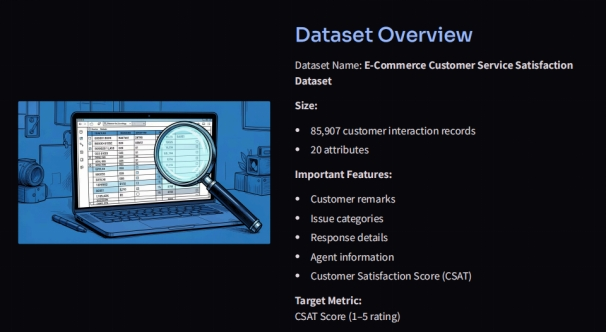 Dataset Overview
Dataset Name: E-Commerce Customer Service Satisfaction
Dataset
Size:
• 85,907 customer interaction records
• 20 attributes
Important Features:
• Customer remarks
• Issue categories
• Response details
• Agent information
• Customer Satisfaction Score (CSAT)
Target Metric:
CSAT Score (1–5 rating)